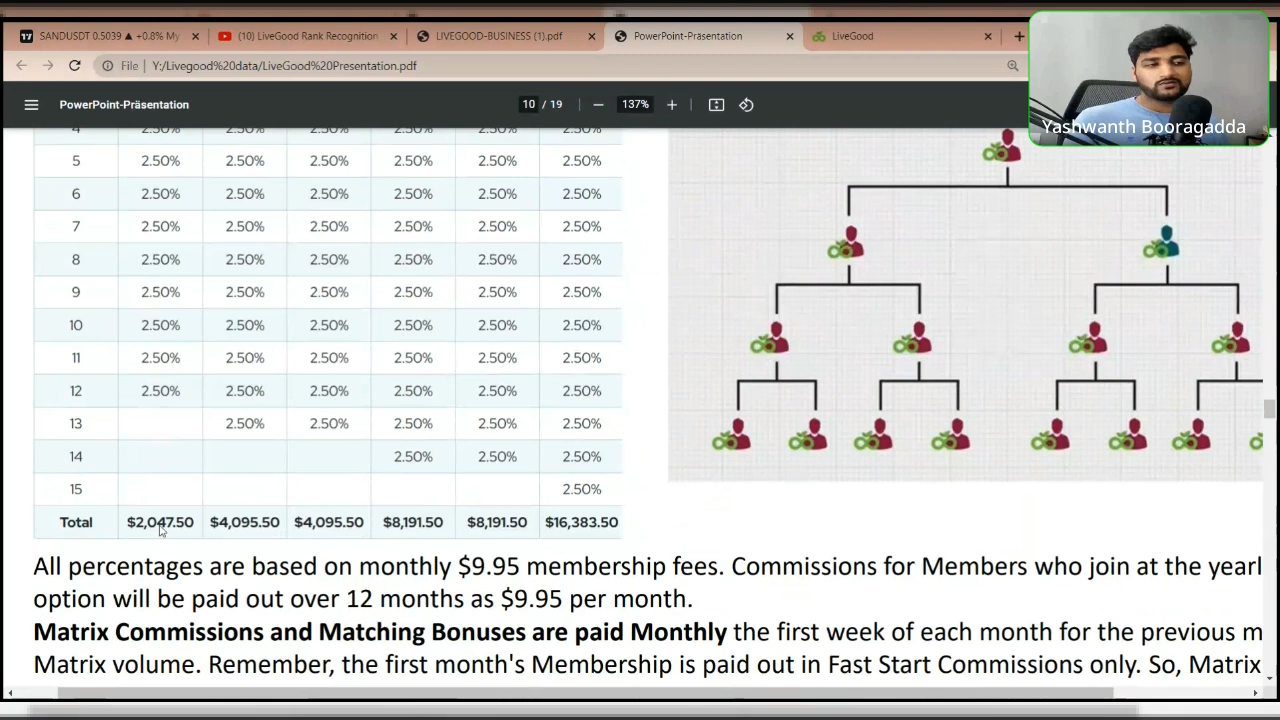 SANDUSDT 0.5039 ▲ +0.8% My
(10) LiveGood Rank Recognition
LIVEGOOD-BUSINESS (1).pdf
PowerPoint-Präsentation
LiveGood
File | Y:/Livegood%20data/LiveGood%20Presentation.pdf
PowerPoint-Präsentation
10 / 19
137%
Yashwanth Booragadda
4 2.50% 2.50% 2.50% 2.50% 2.50%
5 2.50% 2.50% 2.50% 2.50% 2.50%
6 2.50% 2.50% 2.50% 2.50% 2.50%
7 2.50% 2.50% 2.50% 2.50% 2.50%
8 2.50% 2.50% 2.50% 2.50% 2.50%
9 2.50% 2.50% 2.50% 2.50% 2.50% 2.50%
10 2.50% 2.50% 2.50% 2.50% 2.50% 2.50%
11 2.50% 2.50% 2.50% 2.50% 2.50% 2.50%
12 2.50% 2.50% 2.50% 2.50% 2.50% 2.50%
13 2.50% 2.50% 2.50% 2.50% 2.50%
14 2.50% 2.50% 2.50%
15 2.50%
Total $2,047.50 $4,095.50 $4,095.50 $8,191.50 $8,191.50 $16,383.50
All percentages are based on monthly $9.95 membership fees. Commissions for Members who join at the yearl
option will be paid out over 12 months as $9.95 per month.
Matrix Commissions and Matching Bonuses are paid Monthly the first week of each month for the previous m
Matrix volume. Remember, the first month's Membership is paid out in Fast Start Commissions only. So, Matrix